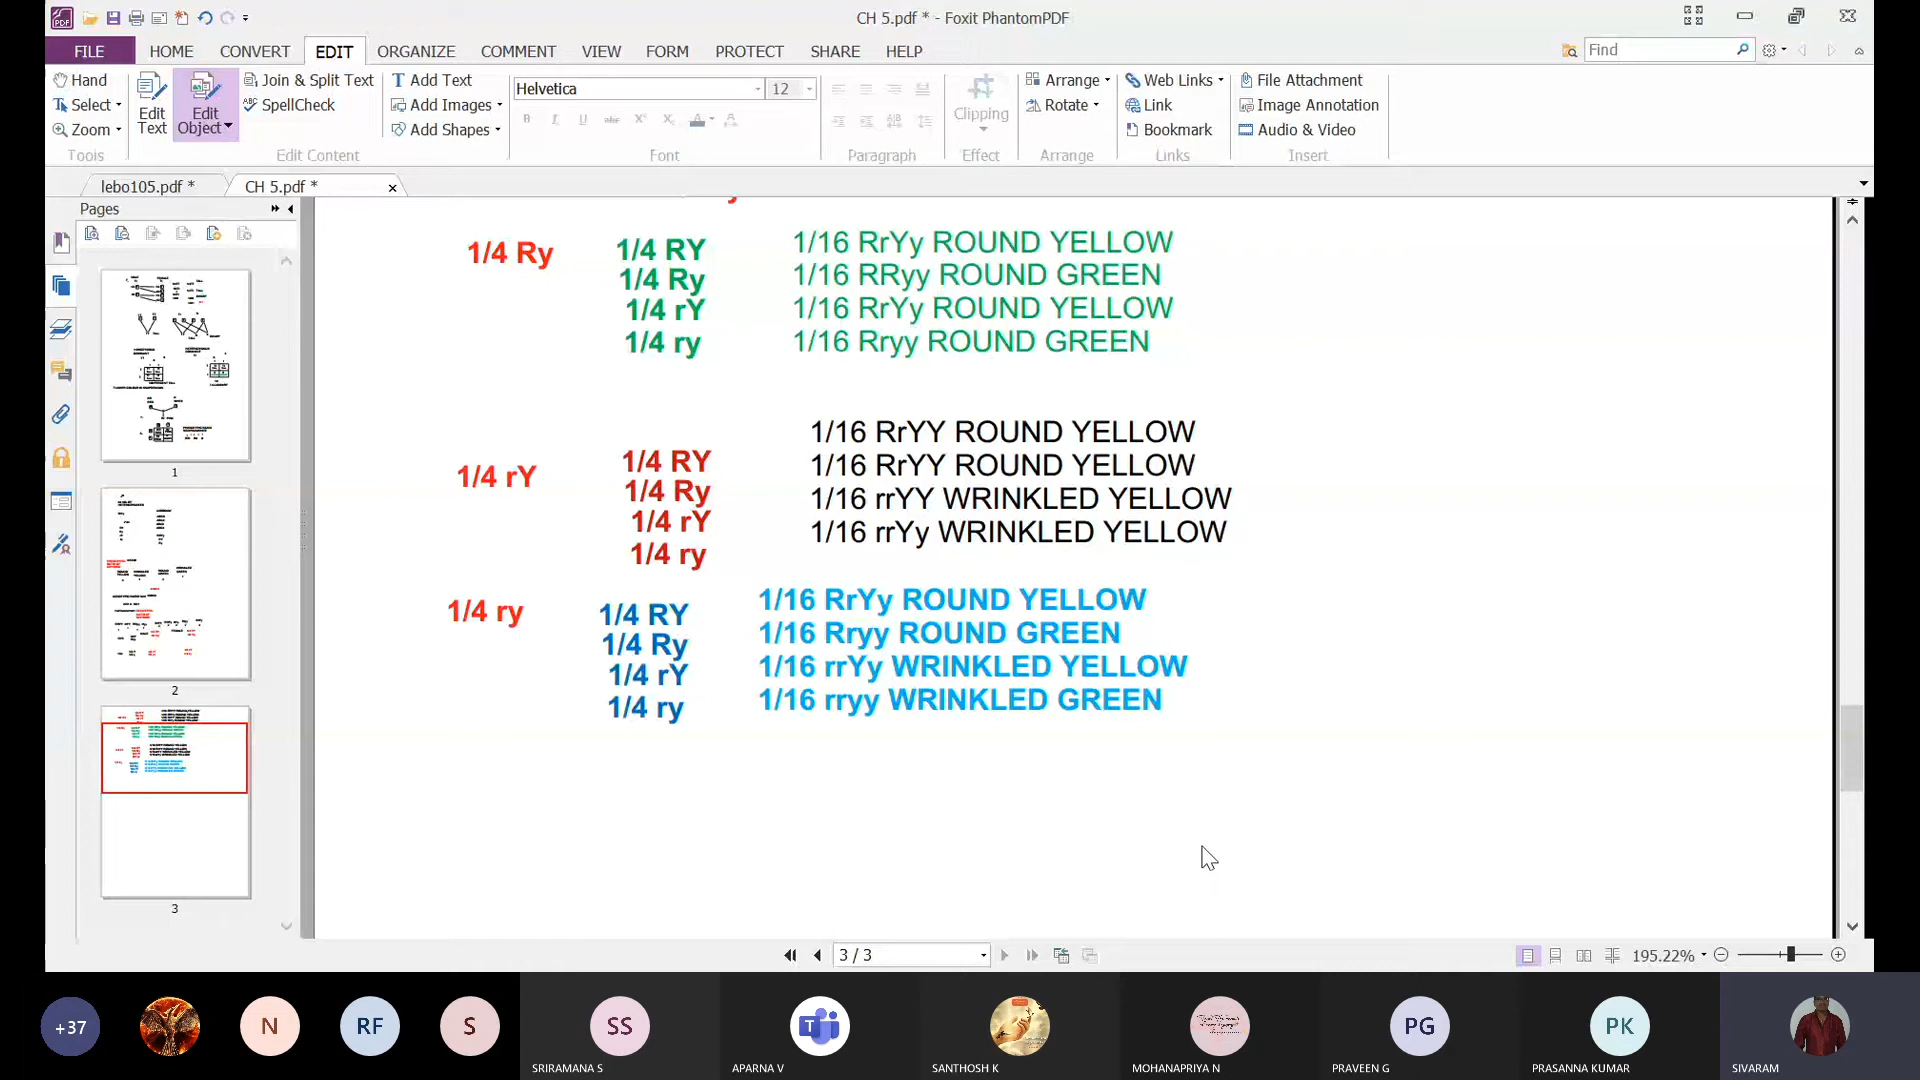 CH 5.pdf * - Foxit PhantomPDF
FILE HOME CONVERT EDIT ORGANIZE COMMENT VIEW FORM PROTECT SHARE HELP
Find
Hand
Select
Zoom
Tools
Edit Text
Edit Object
Join & Split Text
SpellCheck
Edit Content
Add Text
Add Images
Add Shapes
Helvetica 12
Font
Paragraph
Clipping
Effect
Arrange
Rotate
Arrange
Web Links
Link
Bookmark
Links
File Attachment
Image Annotation
Audio & Video
Insert
lebo105.pdf *
CH 5.pdf *
Pages
1
2
3
1/4 Ry
1/4 RY
1/4 Ry
1/4 rY
1/4 ry
1/16 RrYy ROUND YELLOW
1/16 RRyy ROUND GREEN
1/16 RrYy ROUND YELLOW
1/16 Rryy ROUND GREEN
1/4 rY
1/4 RY
1/4 Ry
1/4 rY
1/4 ry
1/16 RrYY ROUND YELLOW
1/16 RrYY ROUND YELLOW
1/16 rrYY WRINKLED YELLOW
1/16 rrYy WRINKLED YELLOW
1/4 ry
1/4 RY
1/4 Ry
1/4 rY
1/4 ry
1/16 RrYy ROUND YELLOW
1/16 Rryy ROUND GREEN
1/16 rrYy WRINKLED YELLOW
1/16 rryy WRINKLED GREEN
3 / 3
195.22%
+37
N
RF
S
SS
T
PG
PK
SRIRAMANA S
APARNA V
SANTHOSH K
MOHANAPRIYA N
PRAVEEN G
PRASANNA KUMAR
SIVARAM